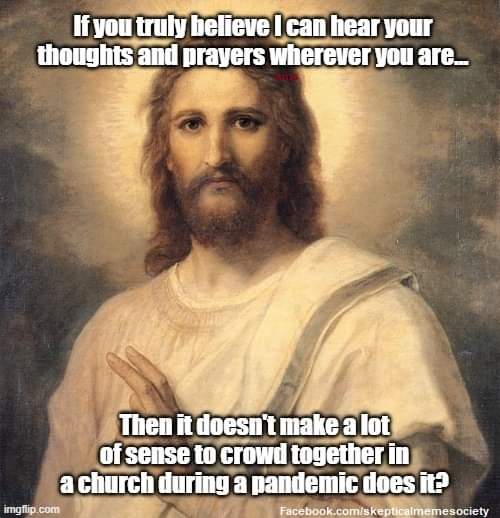 If you truly believe I can hear your
thoughts and prayers wherever you are...
Then it doesn't make a lot
of sense to crowd together in
a church during a pandemic does it?
imgflip.com
Facebook.com/skepticalmemesociety